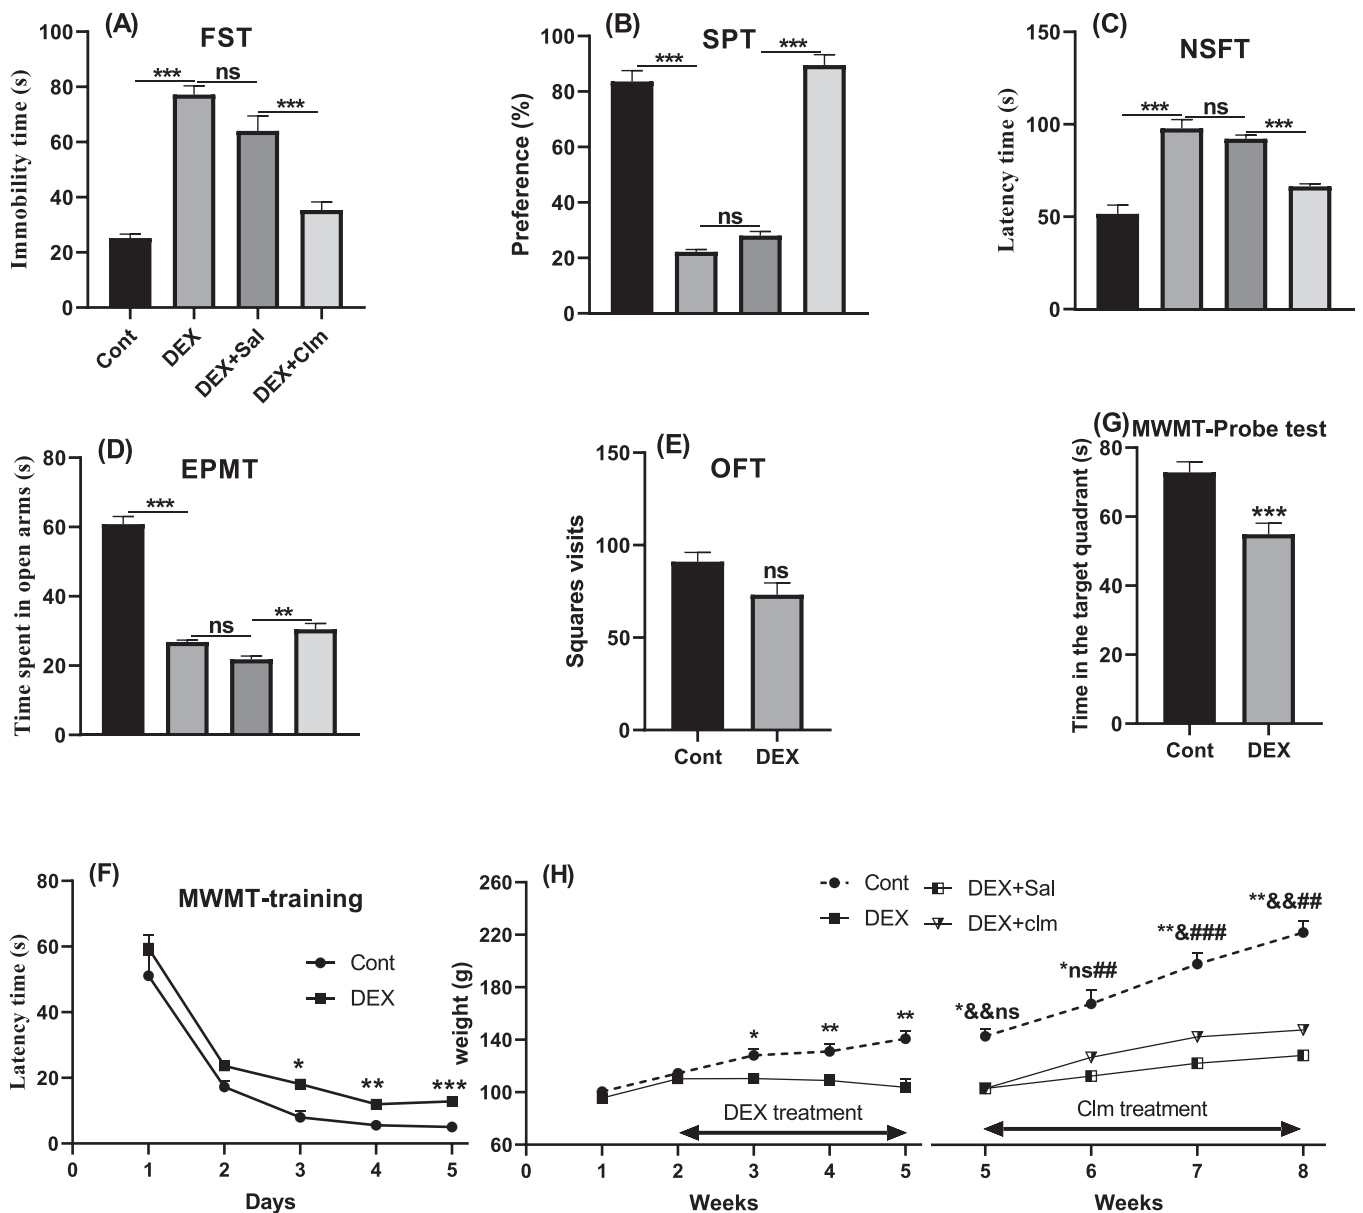 (A)
FST
Immobility time (s)
100
80
60
40
20
0
***
ns
***
Cont
DEX
DEX+Sal
DEX+Clm
(B)
SPT
Preference (%)
100
80
60
40
20
0
***
ns
***
(C)
NSFT
Latency time (s)
150
100
50
0
***
ns
***
(D)
EPMT
Time spent in open arms (s)
80
60
40
20
0
***
ns
**
(E)
OFT
Squares visits
150
100
50
0
ns
Cont
DEX
(G) MWMT-Probe test
Time in the target quadrant (s)
80
60
40
20
0
***
Cont
DEX
(F)
MWMT-training
Latency time (s)
80
60
40
20
0
Cont
DEX
*
**
***
0 1 2 3 4 5
Days
(H)
weight (g)
260
220
180
140
100
60
Cont
DEX
DEX+Sal
DEX+clm
*
**
**
DEX treatment
0 1 2 3 4 5
Weeks
*&&ns
*ns##
**&###
**&&##
Clm treatment
5 6 7 8
Weeks